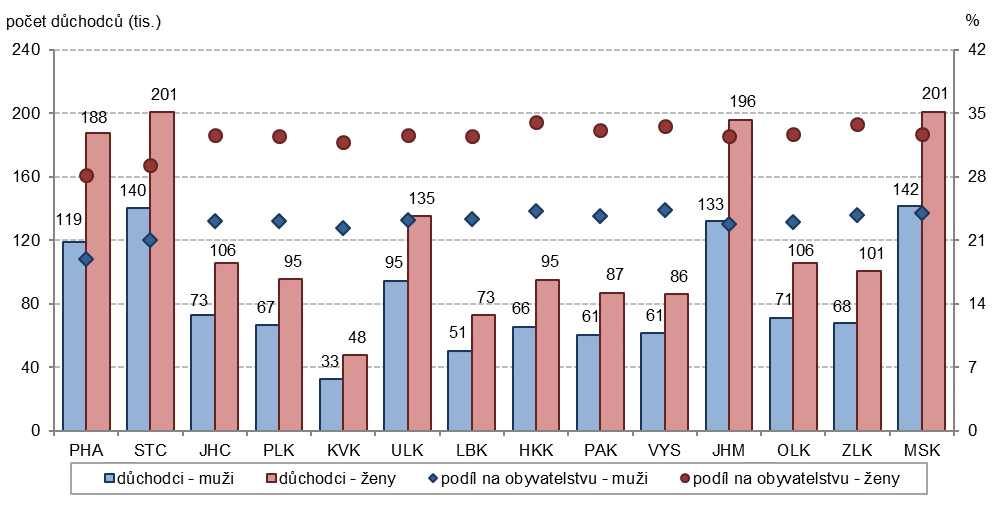 počet důchodců (tis.) %
240 42
200 35
160 28
120 21
80 14
40 7
0 0
119 188 140 201 73 106 67 95 33 48 95 135 51 73 66 95 61 87 61 86 133 196 71 106 68 101 142 201
PHA STC JHC PLK KVK ULK LBK HKK PAK VYS JHM OLK ZLK MSK
důchodci - muži důchodci - ženy podíl na obyvatelstvu - muži podíl na obyvatelstvu - ženy